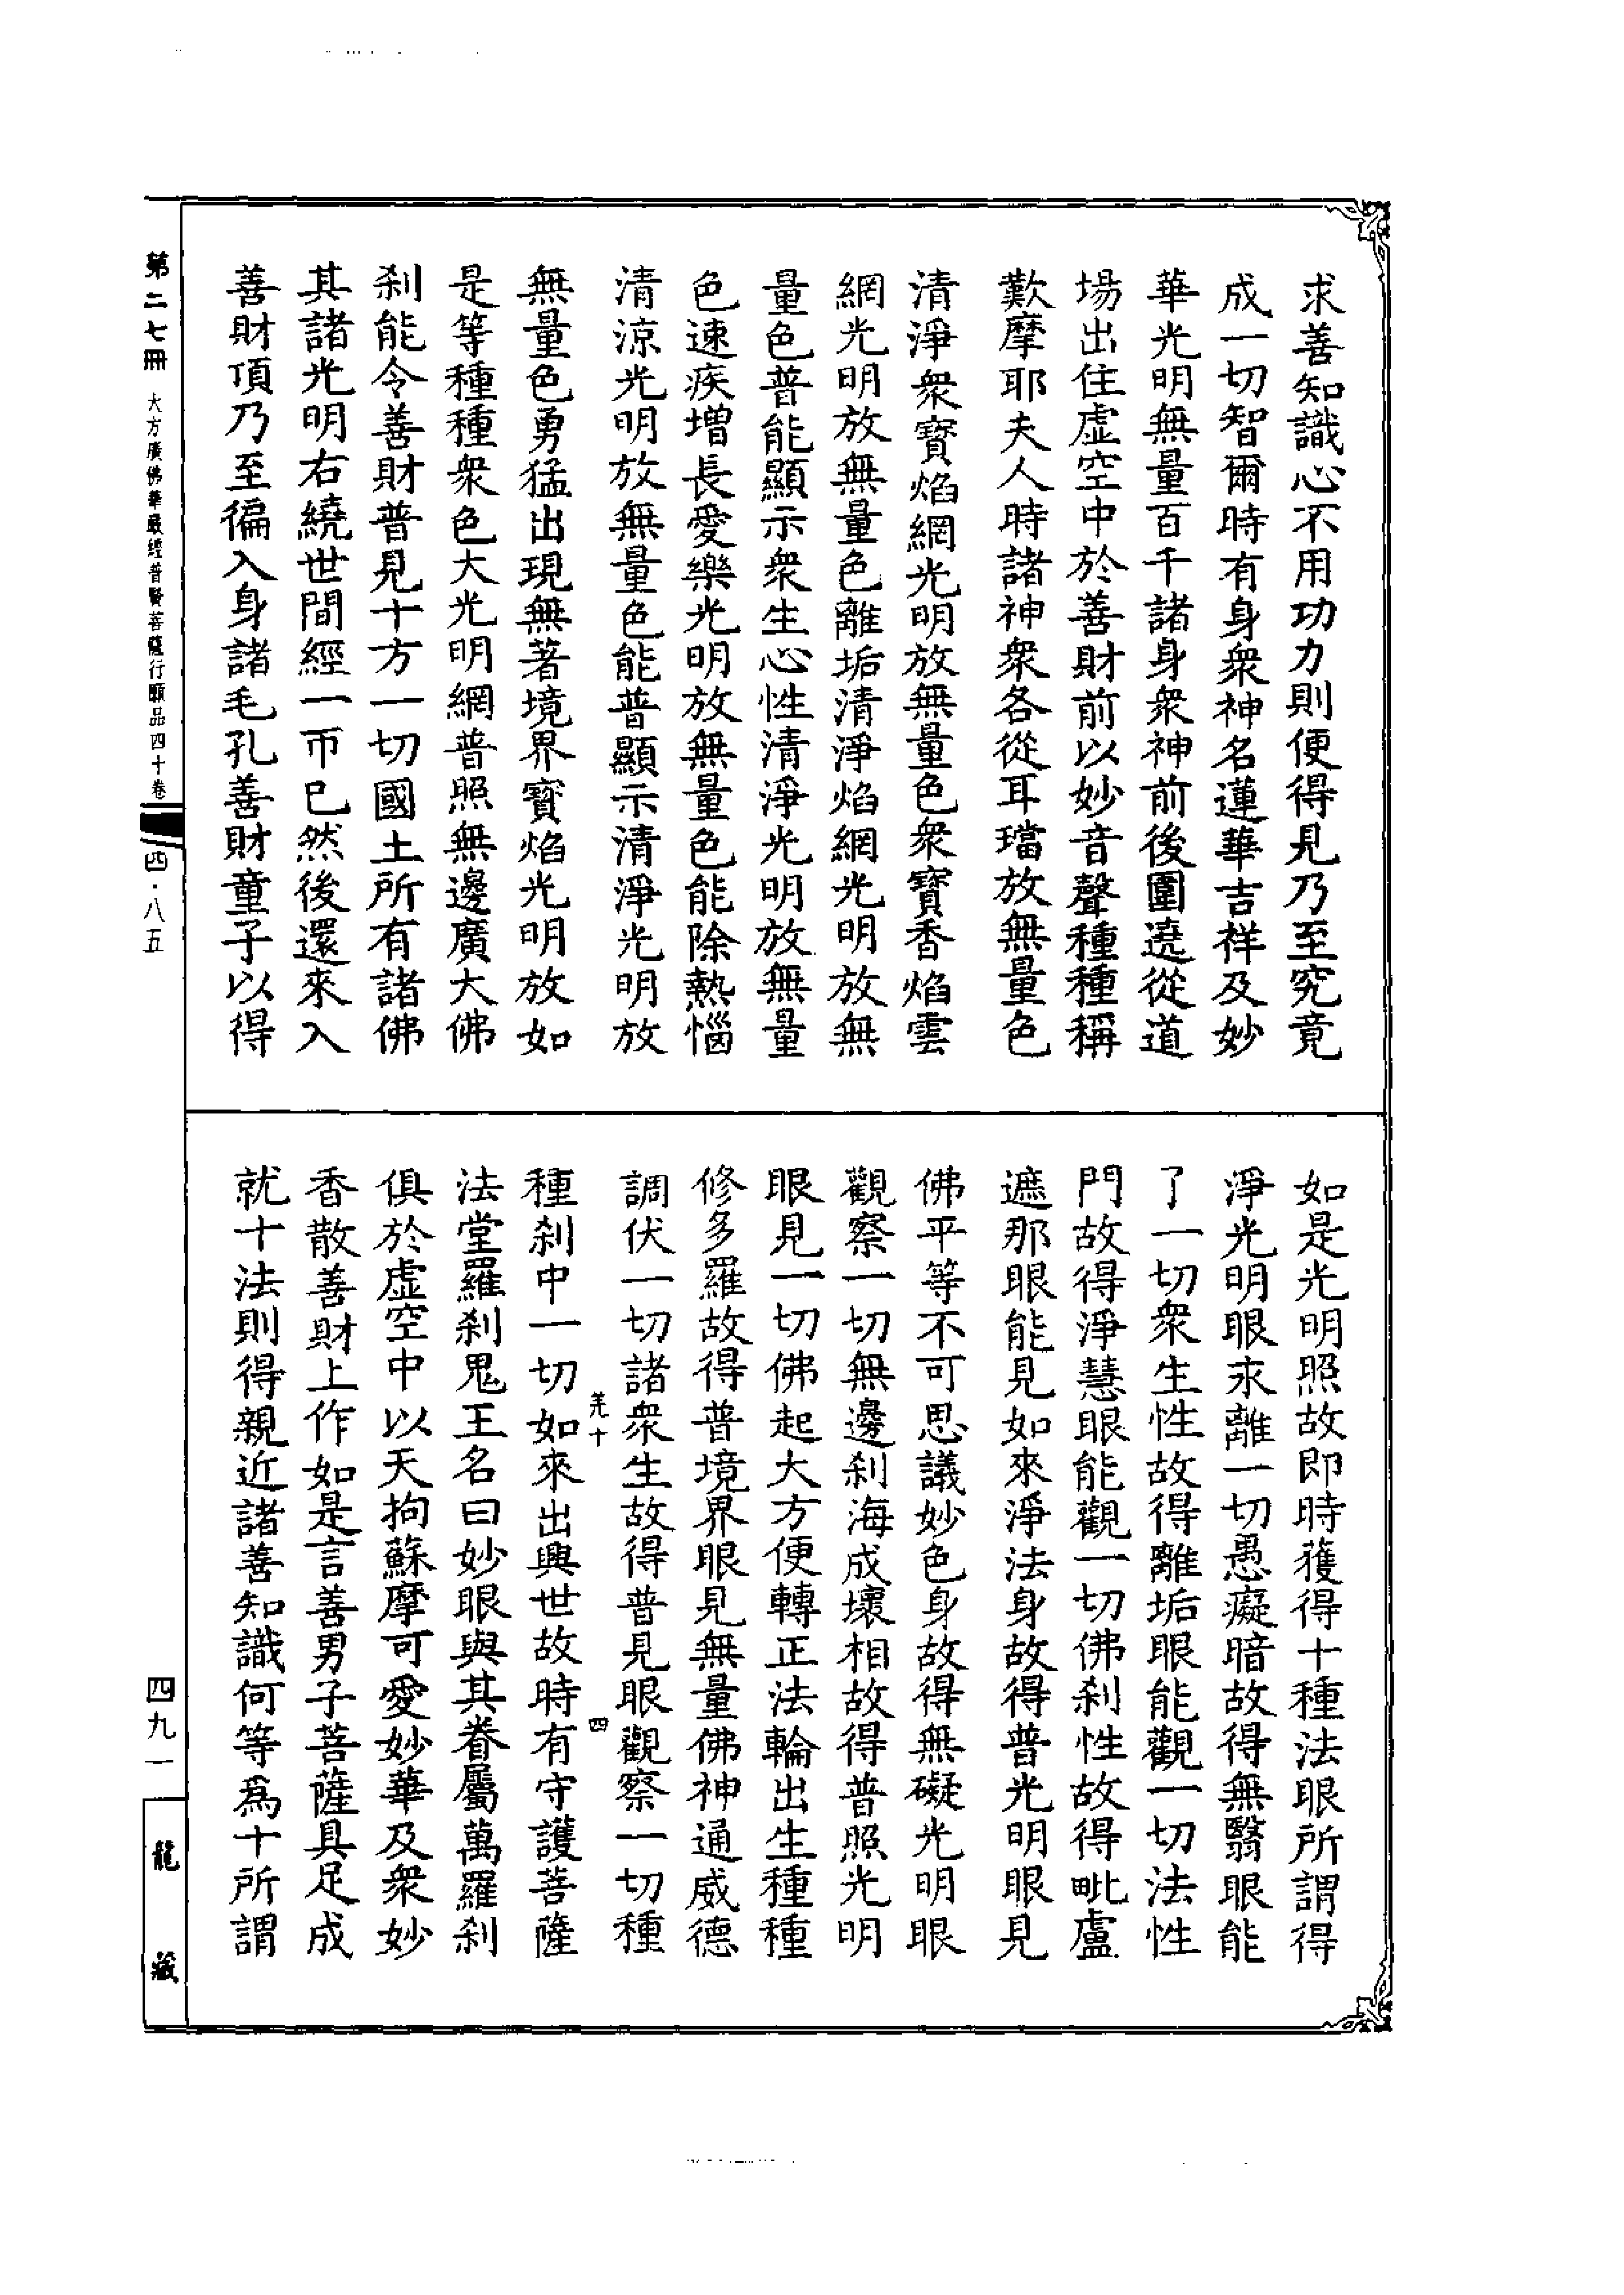 求善知識心不用功力則便得見乃至究竟
成一切智爾時有身衆神名蓮華吉祥及妙
華光明無量百千諸身衆神前後圍遶從道
場出住虛空中於善財前以妙音聲種種稱
歎摩耶夫人時諸神衆各從耳璫放無量色
清淨衆寳焰網光明放無量色衆寳香焰雲
網光明放無量色離垢清淨焰網光明放無
量色普能顯示衆生心性清淨光明放無量
色速疾增長愛樂光明放無量色能除熱惱
清涼光明放無量色能普顯示清淨光明放
無量色勇猛出現無著境界寳焰光明放如
是等種種衆色大光明網普照無邊廣大佛
刹能令善財普見十方一切國土所有諸佛
其諸光明右繞世間經一帀已然後還來入
善財頂乃至徧入身諸毛孔善財童子以得
如是光明照故即時獲得十種法眼所謂得
淨光明眼永離一切愚癡暗故得無翳眼能
了一切衆生性故得離垢眼能觀一切法性
門故得淨慧眼能觀一切佛刹性故得毗盧
遮那眼能見如來淨法身故得普光明眼見
佛平等不可思議妙色身故得無礙光明眼
觀察一切無邊刹海成壞相故得普照光明
眼見一切佛起大方便轉正法輪出生種種
修多羅故得普境界眼見無量佛神通威德
調伏一切諸衆生故得普見眼觀察一切種
羌十 四
種刹中一切如來出興世故時有守護菩薩
法堂羅刹鬼王名曰妙眼與其眷屬萬羅刹
俱於虛空中以天拘蘇摩可愛妙華及衆妙
香散善財上作如是言善男子菩薩具足成
就十法則得親近諸善知識何等爲十所謂
第二七冊 大方廣佛華嚴經普賢菩薩行願品四十卷 四·八五
四九一
龍藏